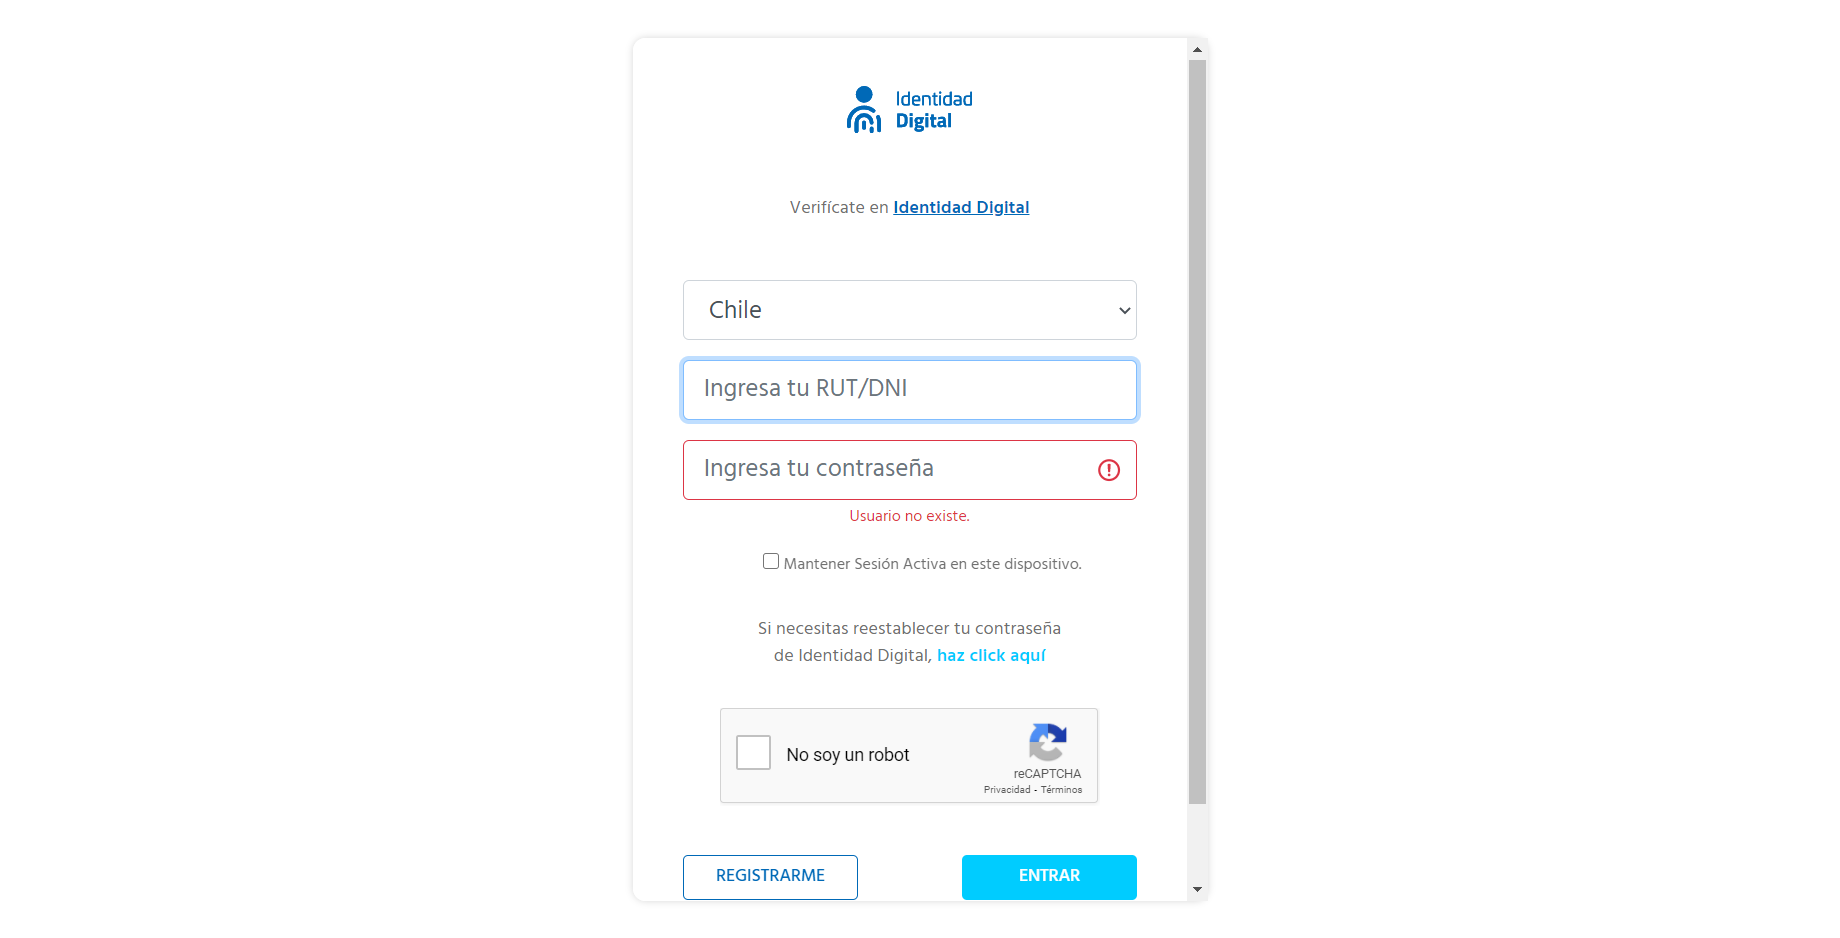 Identidad
Digital
Verifícate en Identidad Digital
Chile
Ingresa tu RUT/DNI
Ingresa tu contraseña
Usuario no existe.
Mantener Sesión Activa en este dispositivo.
Si necesitas reestablecer tu contraseña
de Identidad Digital, haz click aquí
No soy un robot
reCAPTCHA
Privacidad - Términos
REGISTRARME
ENTRAR